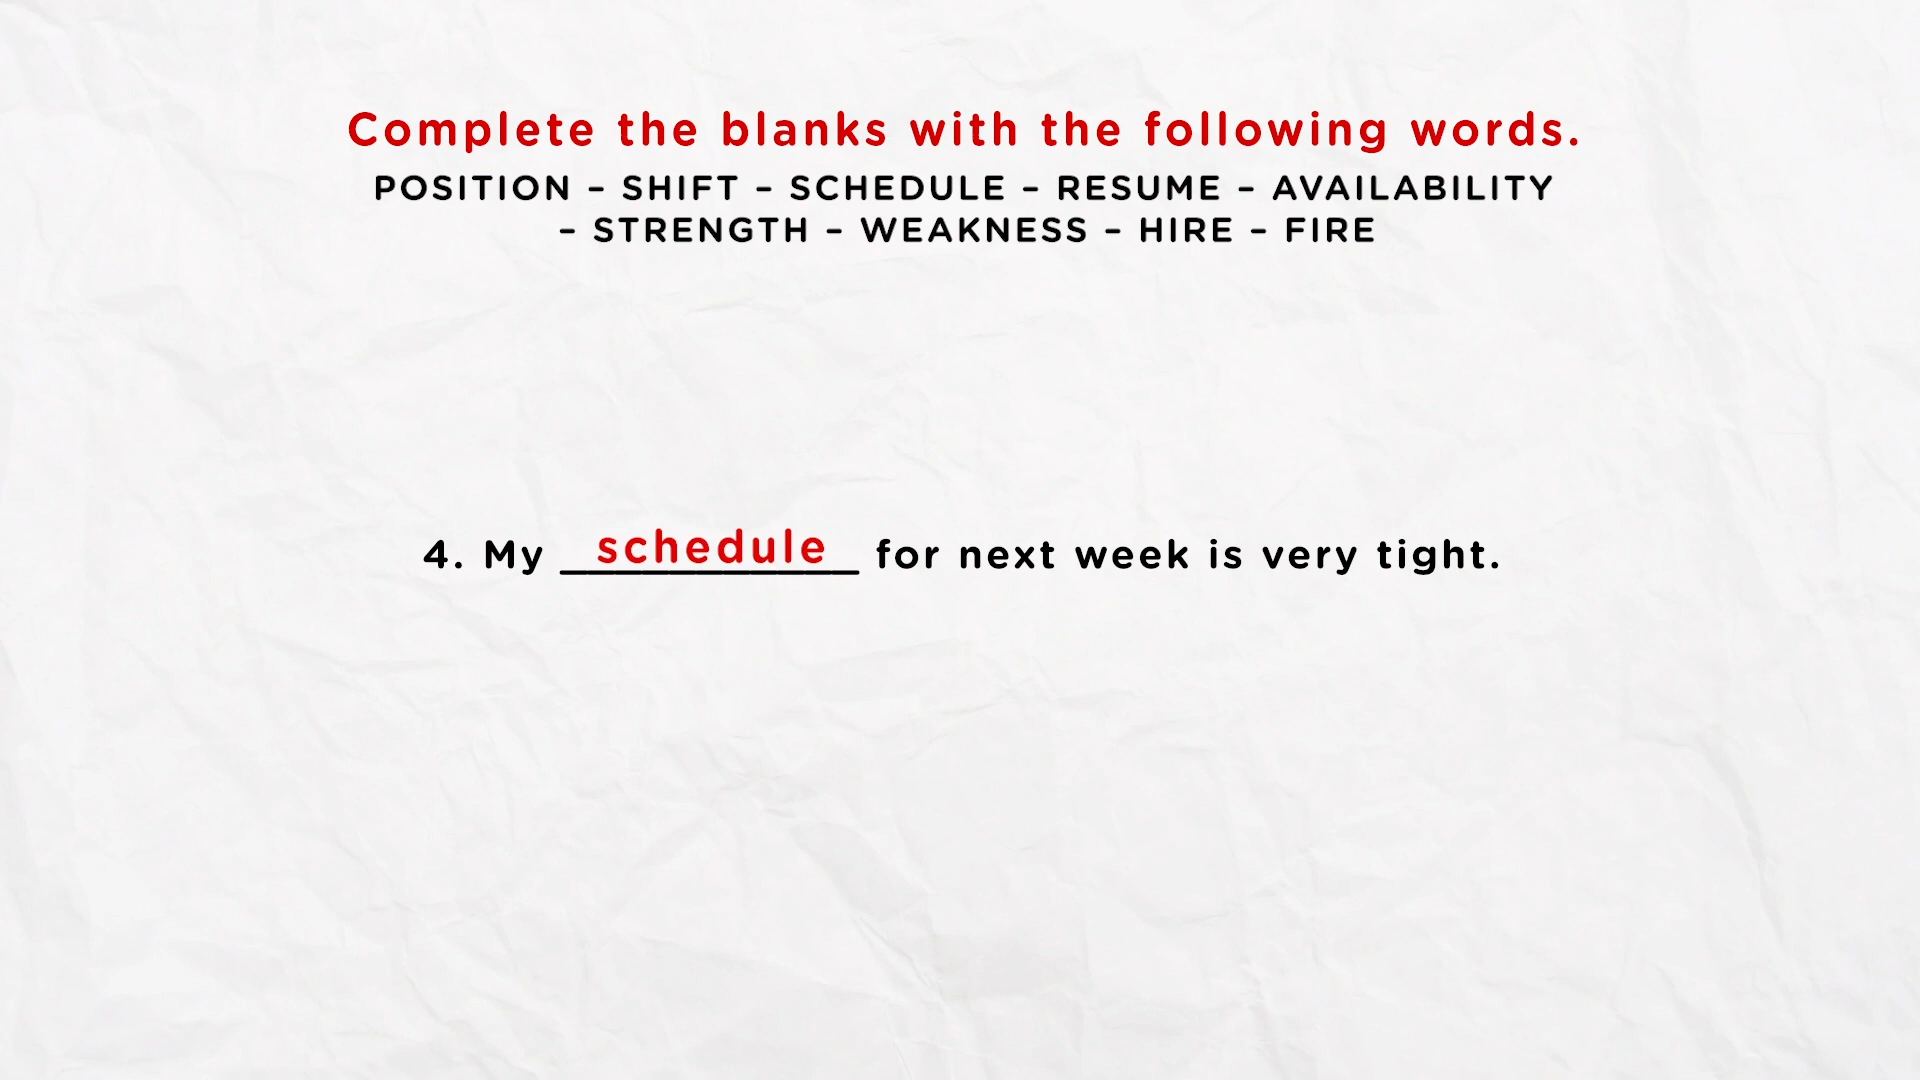 Complete the blanks with the following words.
POSITION – SHIFT – SCHEDULE – RESUME – AVAILABILITY
– STRENGTH – WEAKNESS – HIRE – FIRE
4. My schedule for next week is very tight.